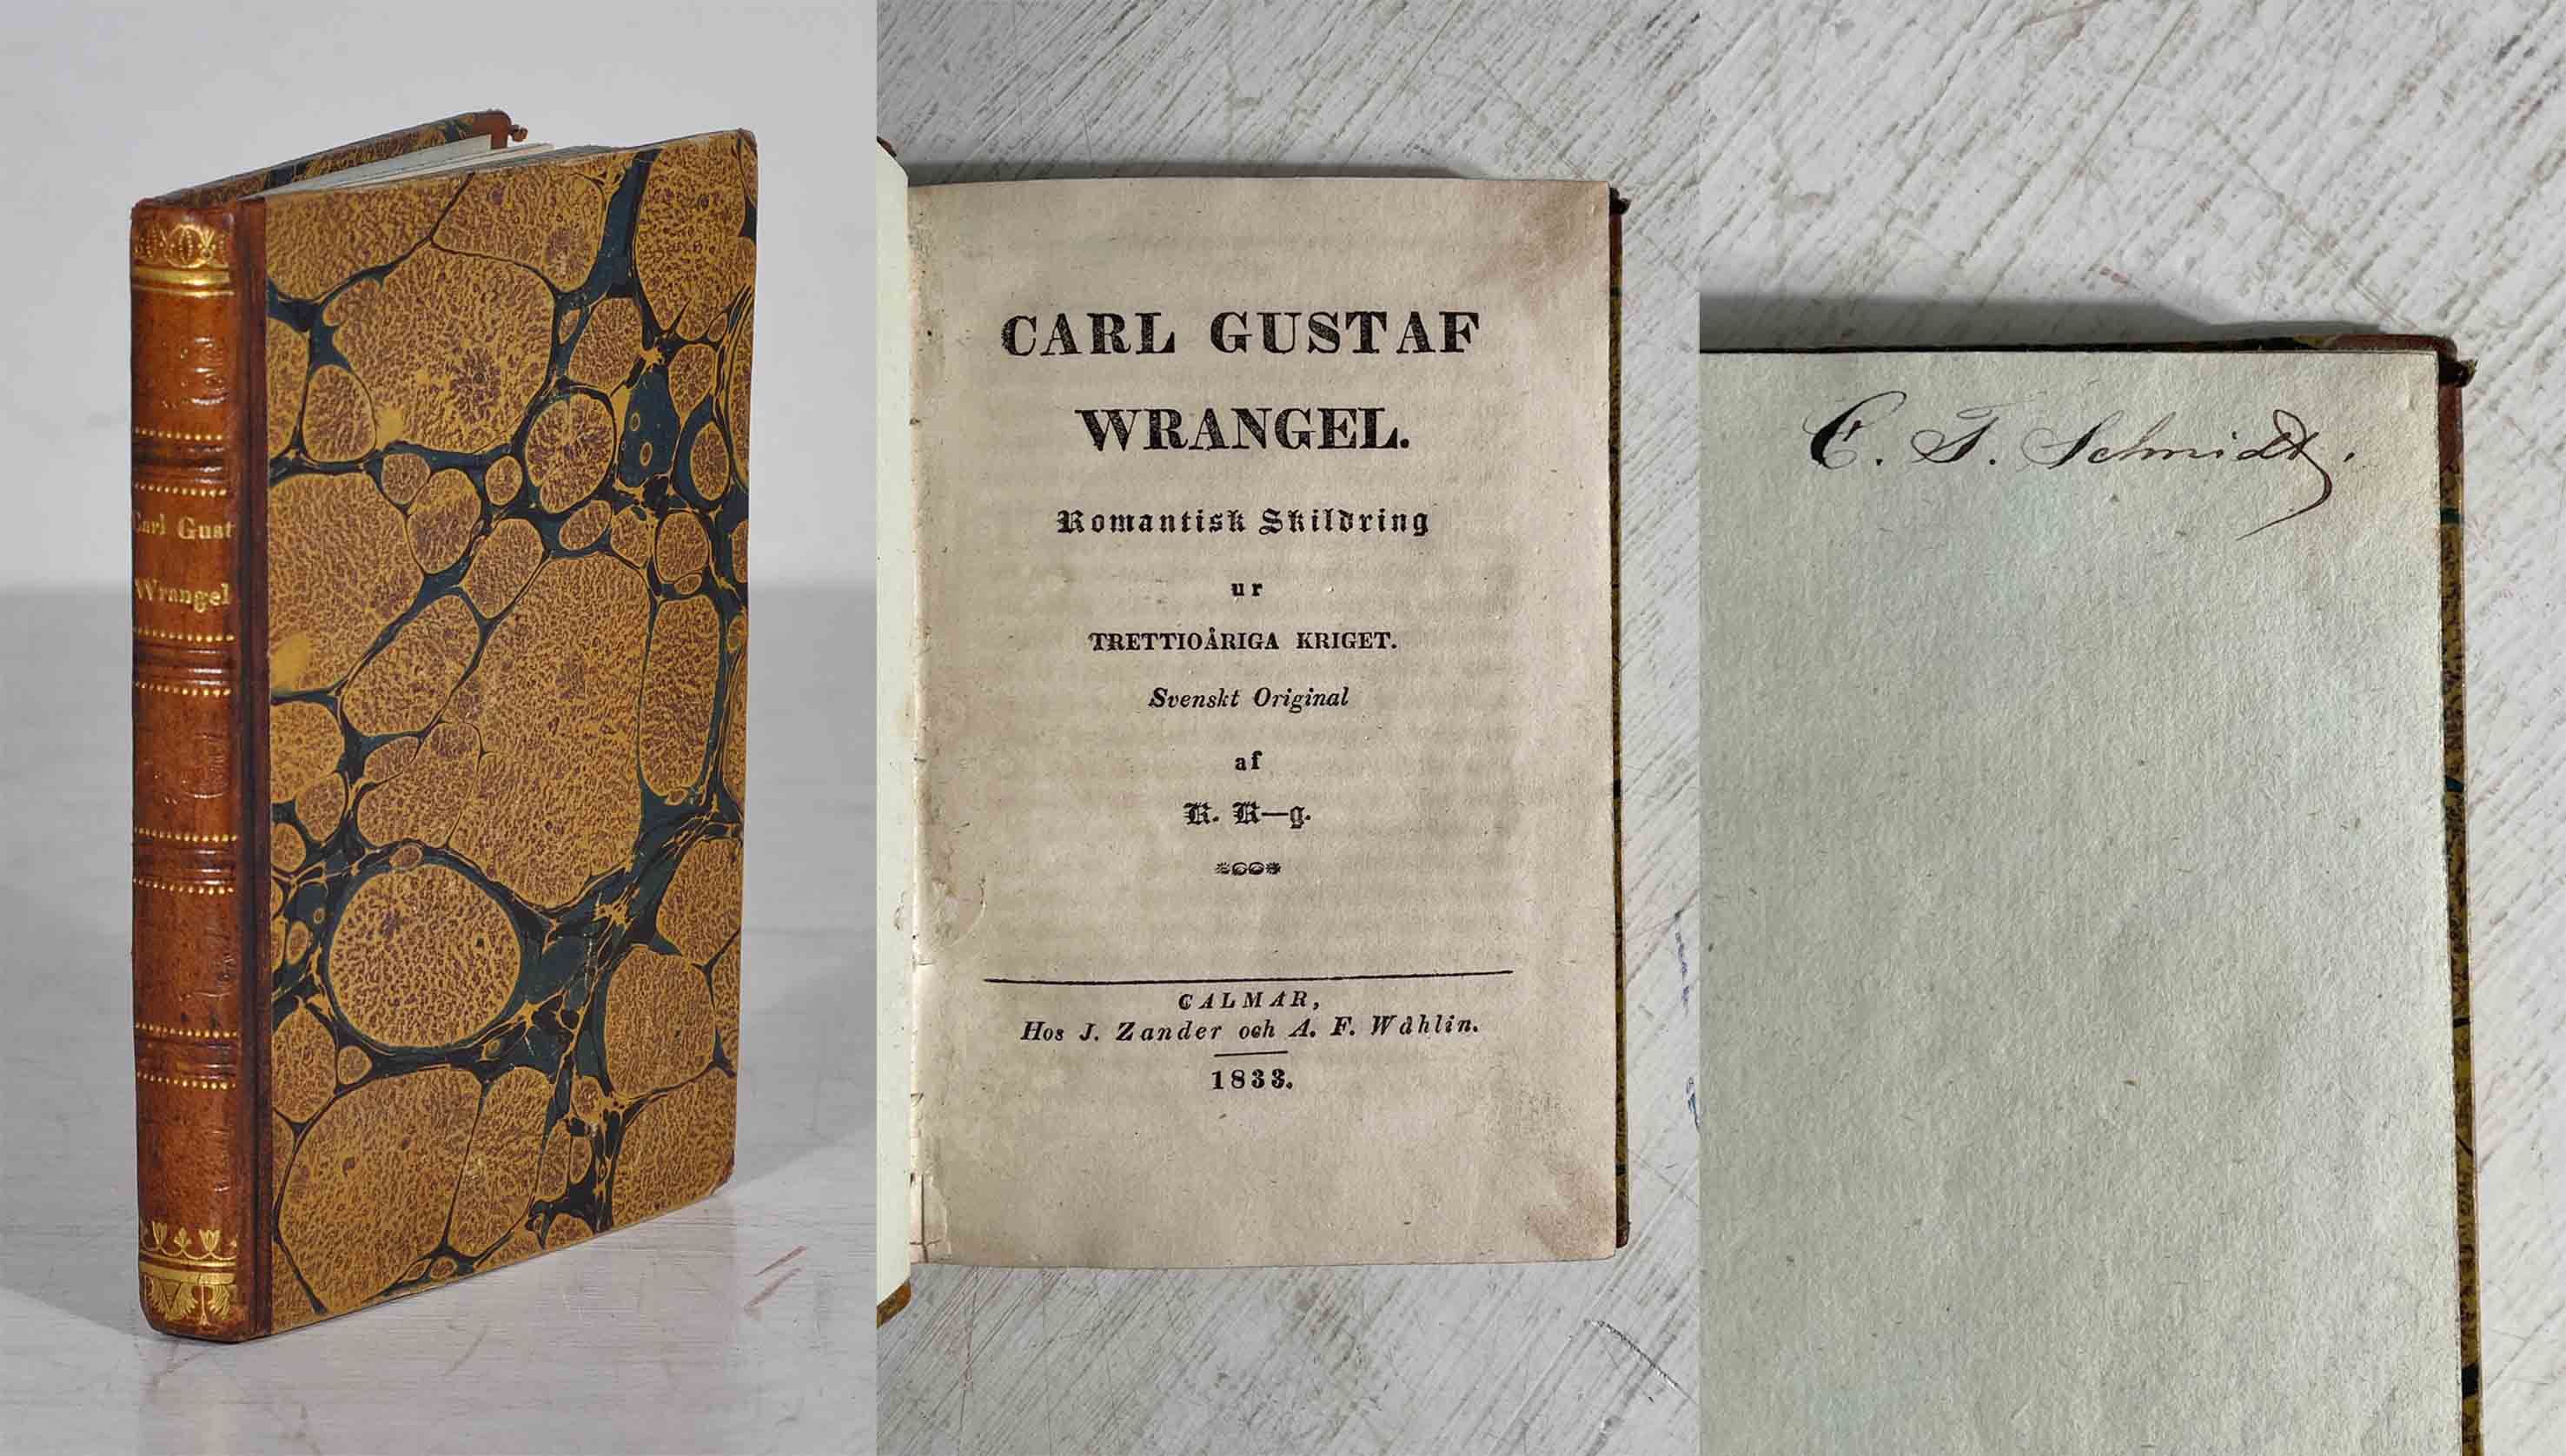 Carl Gust
Wrangel
CARL GUSTAF
WRANGEL.
Romantisk Skildring
ur
TRETTIOÅRIGA KRIGET.
Svenskt Original
af
K. K—g.
CALMAR,
Hos J. Zander och A. F. Wåhlin.
1833.
C. F. Schmidt.